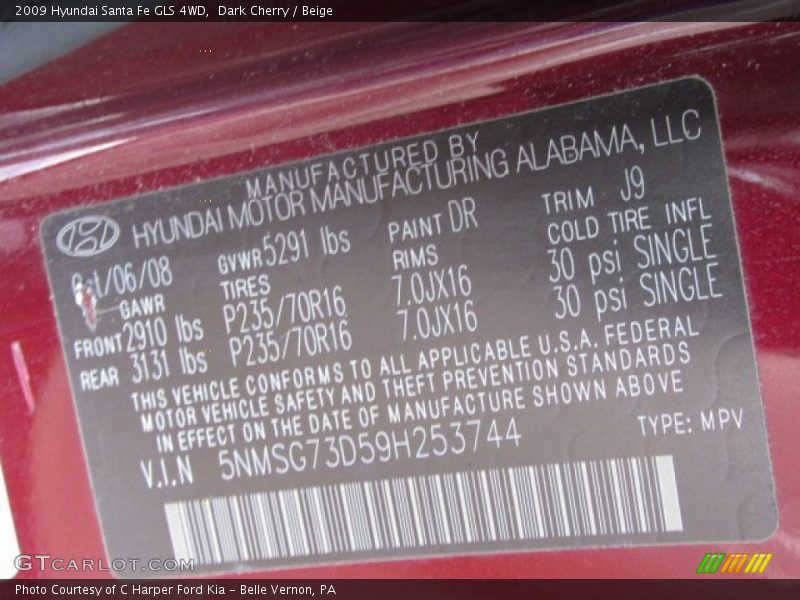 2009 Hyundai Santa Fe GLS 4WD, Dark Cherry / Beige
MANUFACTURED BY
HYUNDAI MOTOR MANUFACTURING ALABAMA, LLC
/06/08 GVWR 5291 lbs PAINT DR TRIM J9
GAWR TIRES RIMS COLD TIRE INFL
FRONT 2910 lbs P235/70R16 7.0JX16 30 psi SINGLE
REAR 3131 lbs P235/70R16 7.0JX16 30 psi SINGLE
THIS VEHICLE CONFORMS TO ALL APPLICABLE U.S.A. FEDERAL
MOTOR VEHICLE SAFETY AND THEFT PREVENTION STANDARDS
IN EFFECT ON THE DATE OF MANUFACTURE SHOWN ABOVE
V.I.N 5NMSG73D59H253744 TYPE: MPV
GTCARLOT.COM
Photo Courtesy of C Harper Ford Kia - Belle Vernon, PA